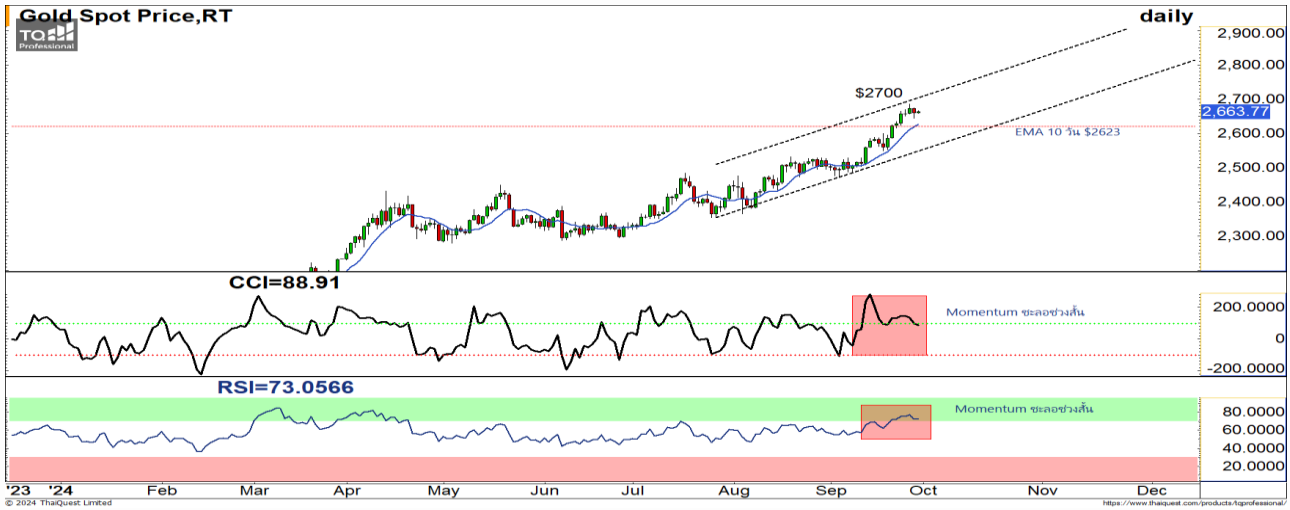 Gold Spot Price,RT
daily
TQ
Professional
2,900.00
2,800.00
$2700
2,700.00
2,663.77
EMA 10 วัน $2623
2,600.00
2,500.00
2,400.00
2,300.00
CCI=88.91
200.0000
Momentum ชะลอช่วงสั้น
0
-200.0000
RSI=73.0566
Momentum ชะลอช่วงสั้น
80.0000
60.0000
40.0000
20.0000
'23 '24 Feb Mar Apr May Jun Jul Aug Sep Oct Nov Dec
© 2024 ThaiQuest Limited
https://www.thaiquest.com/products/tqprofessional/